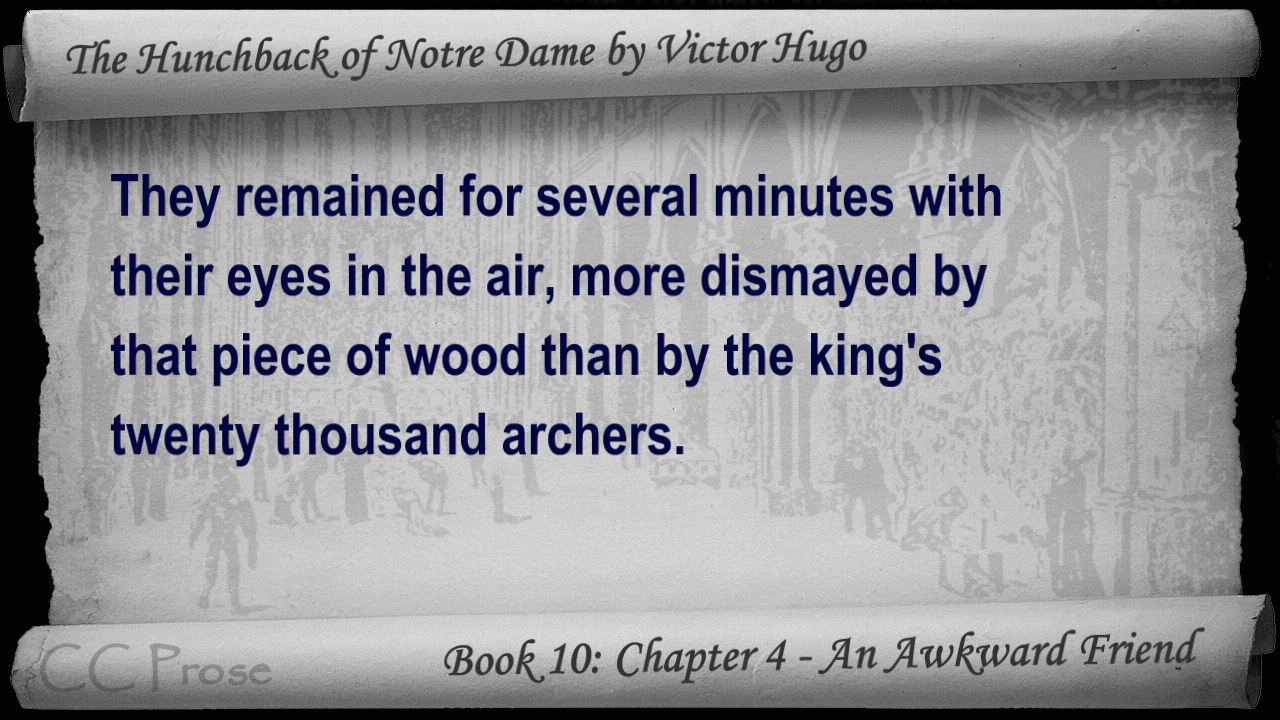 The Hunchback of Notre Dame by Victor Hugo
They remained for several minutes with
their eyes in the air, more dismayed by
that piece of wood than by the king's
twenty thousand archers.
CC Prose
Book 10: Chapter 4 - An Awkward Friend